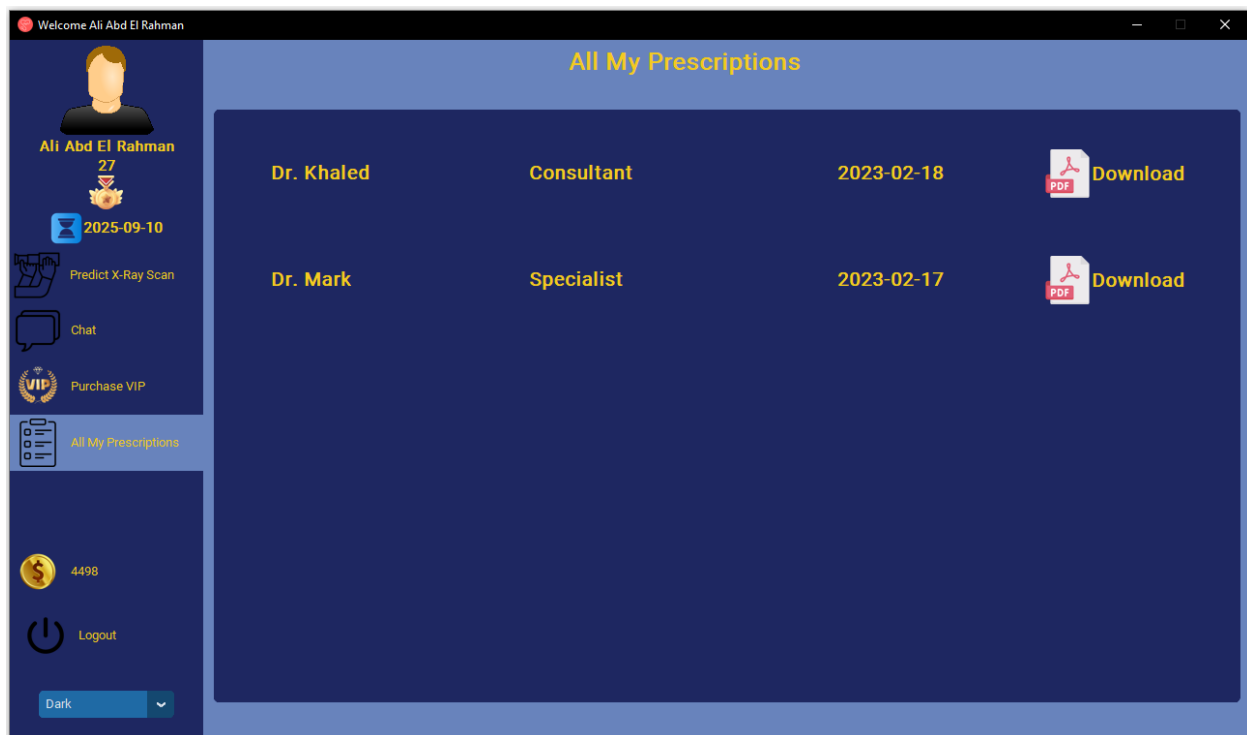 Welcome Ali Abd El Rahman
Ali Abd El Rahman
27
2025-09-10
Predict X-Ray Scan
Chat
VIP Purchase VIP
All My Prescriptions
$ 4498
Logout
Dark
All My Prescriptions
Dr. Khaled Consultant 2023-02-18 PDF Download
Dr. Mark Specialist 2023-02-17 PDF Download